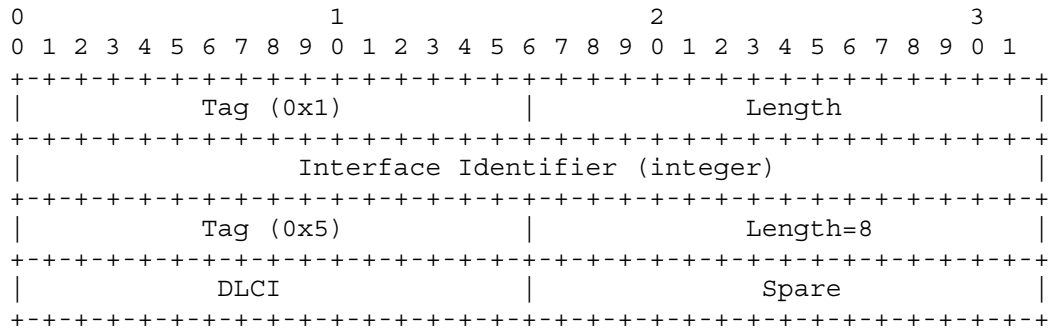 0                   1                   2                   3
0 1 2 3 4 5 6 7 8 9 0 1 2 3 4 5 6 7 8 9 0 1 2 3 4 5 6 7 8 9 0 1
+-+-+-+-+-+-+-+-+-+-+-+-+-+-+-+-+-+-+-+-+-+-+-+-+-+-+-+-+-+-+-+-+
|           Tag (0x1)           |             Length            |
+-+-+-+-+-+-+-+-+-+-+-+-+-+-+-+-+-+-+-+-+-+-+-+-+-+-+-+-+-+-+-+-+
|                 Interface Identifier (integer)                |
+-+-+-+-+-+-+-+-+-+-+-+-+-+-+-+-+-+-+-+-+-+-+-+-+-+-+-+-+-+-+-+-+
|           Tag (0x5)           |             Length=8          |
+-+-+-+-+-+-+-+-+-+-+-+-+-+-+-+-+-+-+-+-+-+-+-+-+-+-+-+-+-+-+-+-+
|            DLCI               |              Spare            |
+-+-+-+-+-+-+-+-+-+-+-+-+-+-+-+-+-+-+-+-+-+-+-+-+-+-+-+-+-+-+-+-+